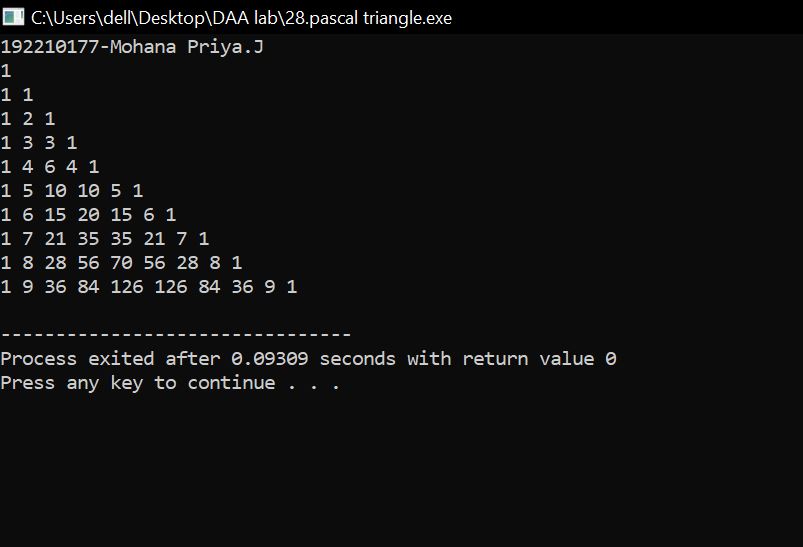 C:\Users\dell\Desktop\DAA lab\28.pascal triangle.exe
192210177-Mohana Priya.J
1
1 1
1 2 1
1 3 3 1
1 4 6 4 1
1 5 10 10 5 1
1 6 15 20 15 6 1
1 7 21 35 35 21 7 1
1 8 28 56 70 56 28 8 1
1 9 36 84 126 126 84 36 9 1
--------------------------------
Process exited after 0.09309 seconds with return value 0
Press any key to continue . . .